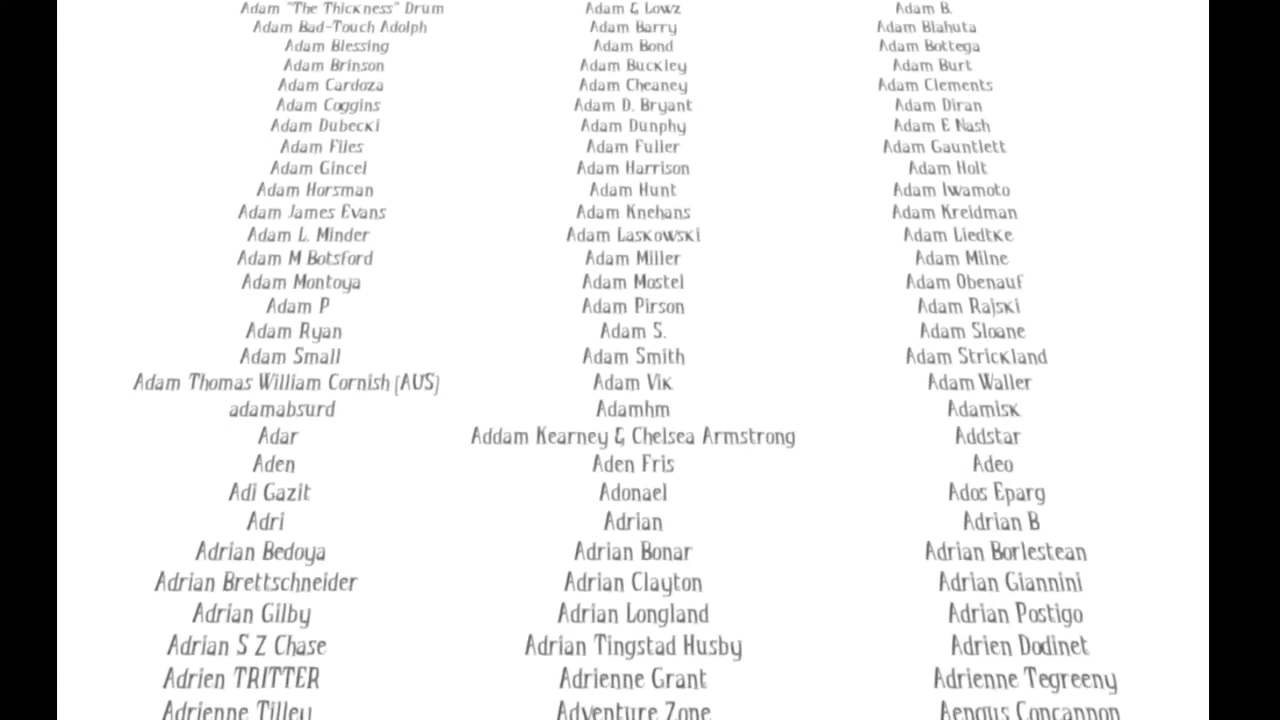 Adam "The Thickness" Drum Adam & Lowz Adam B.
Adam Bad-Touch Adolph Adam Barry Adam Blahuta
Adam Blessing Adam Bond Adam Bottega
Adam Brinson Adam Buckley Adam Burt
Adam Cardoza Adam Cheaney Adam Clements
Adam Coggins Adam D. Bryant Adam Diran
Adam Dubecki Adam Dunphy Adam E Nash
Adam Files Adam Fuller Adam Gauntlett
Adam Gincel Adam Harrison Adam Holt
Adam Horsman Adam Hunt Adam Iwamoto
Adam James Evans Adam Knehans Adam Kreidman
Adam L. Minder Adam Laskowski Adam Liedtke
Adam M Botsford Adam Miller Adam Milne
Adam Montoya Adam Mostel Adam Obenauf
Adam P Adam Pirson Adam Rajski
Adam Ryan Adam S. Adam Sloane
Adam Small Adam Smith Adam Strickland
Adam Thomas William Cornish (AUS) Adam Vik Adam Waller
adamabsurd Adamhm Adamisk
Adar Addam Kearney & Chelsea Armstrong Addstar
Aden Aden Fris Adeo
Adi Gazit Adonael Ados Eparg
Adri Adrian Adrian B
Adrian Bedoya Adrian Bonar Adrian Borlestean
Adrian Brettschneider Adrian Clayton Adrian Giannini
Adrian Gilby Adrian Longland Adrian Postigo
Adrian S Z Chase Adrian Tingstad Husby Adrien Dodinet
Adrien TRITTER Adrienne Grant Adrienne Tegreeny
Adrienne Tilley Adventure Zone Aengus Concannon